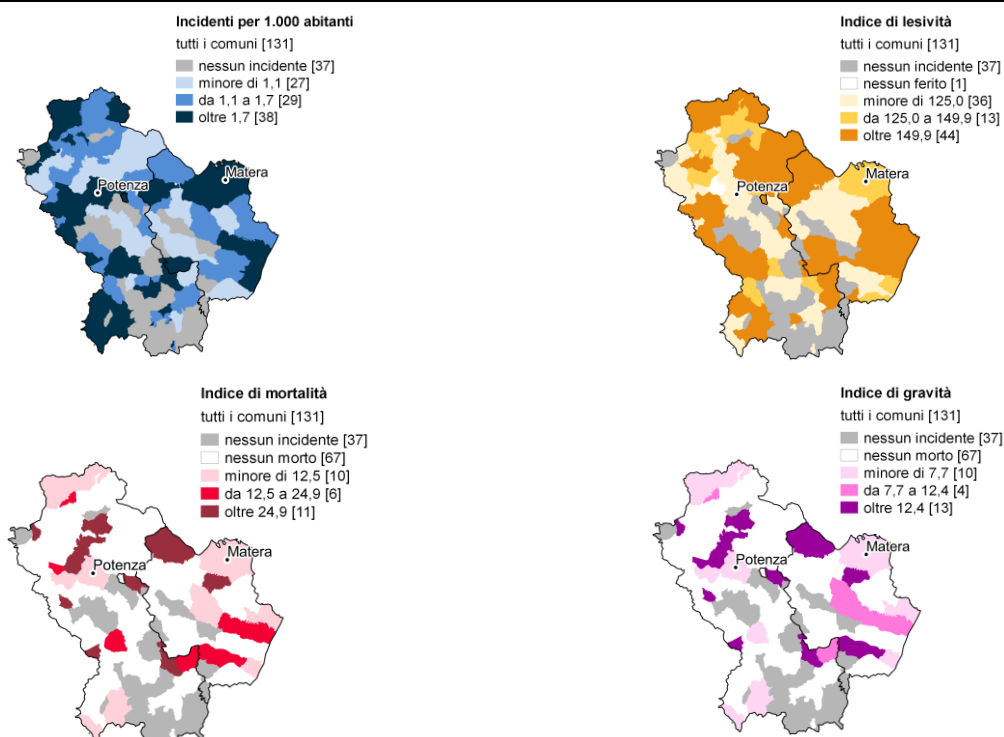 Incidenti per 1.000 abitanti
tutti i comuni [131]
nessun incidente [37]
minore di 1,1 [27]
da 1,1 a 1,7 [29]
oltre 1,7 [38]
Potenza
Matera
Indice di lesività
tutti i comuni [131]
nessun incidente [37]
nessun ferito [1]
minore di 125,0 [36]
da 125,0 a 149,9 [13]
oltre 149,9 [44]
Potenza
Matera
Indice di mortalità
tutti i comuni [131]
nessun incidente [37]
nessun morto [67]
minore di 12,5 [10]
da 12,5 a 24,9 [6]
oltre 24,9 [11]
Potenza
Matera
Indice di gravità
tutti i comuni [131]
nessun incidente [37]
nessun morto [67]
minore di 7,7 [10]
da 7,7 a 12,4 [4]
oltre 12,4 [13]
Potenza
Matera